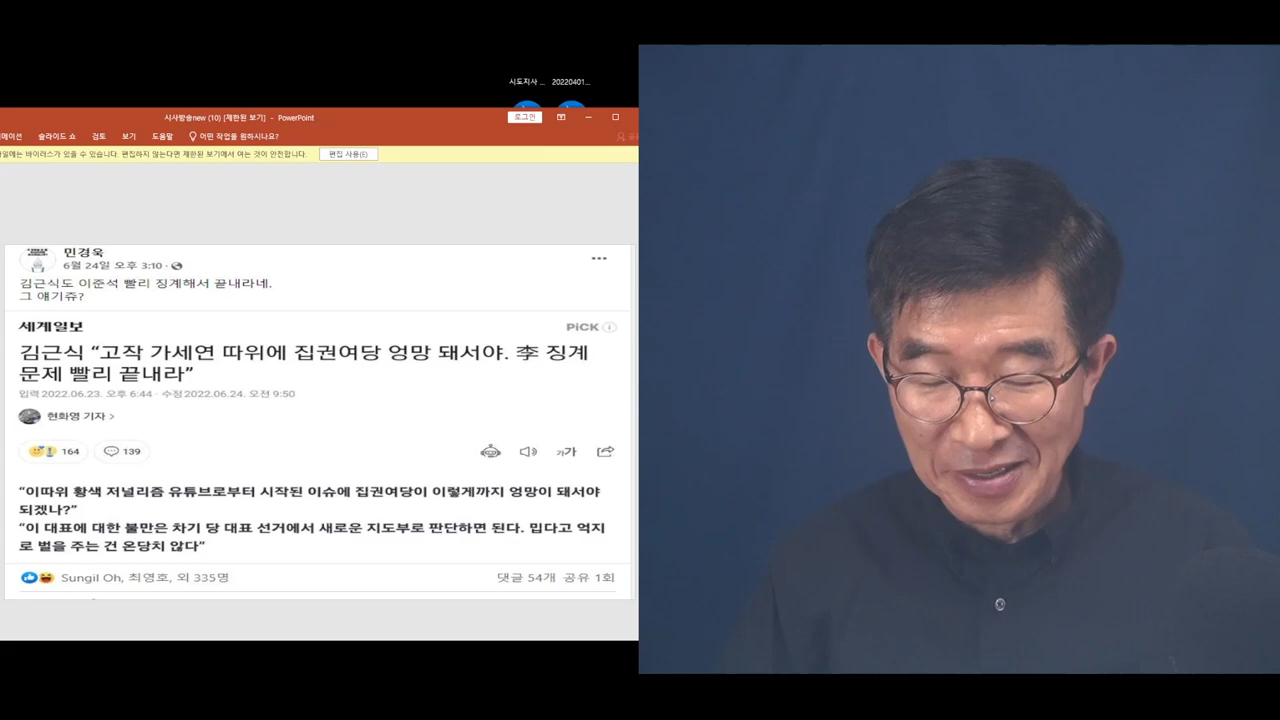 시도지사 ... 20220401...
시사방송new (10) [제한된 보기] - PowerPoint
로그인
메이션 슬라이드 쇼 검토 보기 도움말 어떤 작업을 원하시나요?
일에는 바이러스가 있을 수 있습니다. 편집하지 않는다면 제한된 보기에서 여는 것이 안전합니다. 편집 사용(E)
민경욱
6월 24일 오후 3:10 ·
김근식도 이준석 빨리 징계해서 끝내라네.
그 얘기쥬?
세계일보
PiCK
김근식 “고작 가세연 따위에 집권여당 엉망 돼서야. 李 징계
문제 빨리 끝내라”
입력 2022.06.23. 오후 6:44 · 수정 2022.06.24. 오전 9:50
현화영 기자 >
164 139
가가
“이따위 황색 저널리즘 유튜브로부터 시작된 이슈에 집권여당이 이렇게까지 엉망이 돼서야
되겠나?”
“이 대표에 대한 불만은 차기 당 대표 선거에서 새로운 지도부로 판단하면 된다. 밉다고 억지
로 벌을 주는 건 온당치 않다”
Sungil Oh, 최영호, 외 335명
댓글 54개 공유 1회